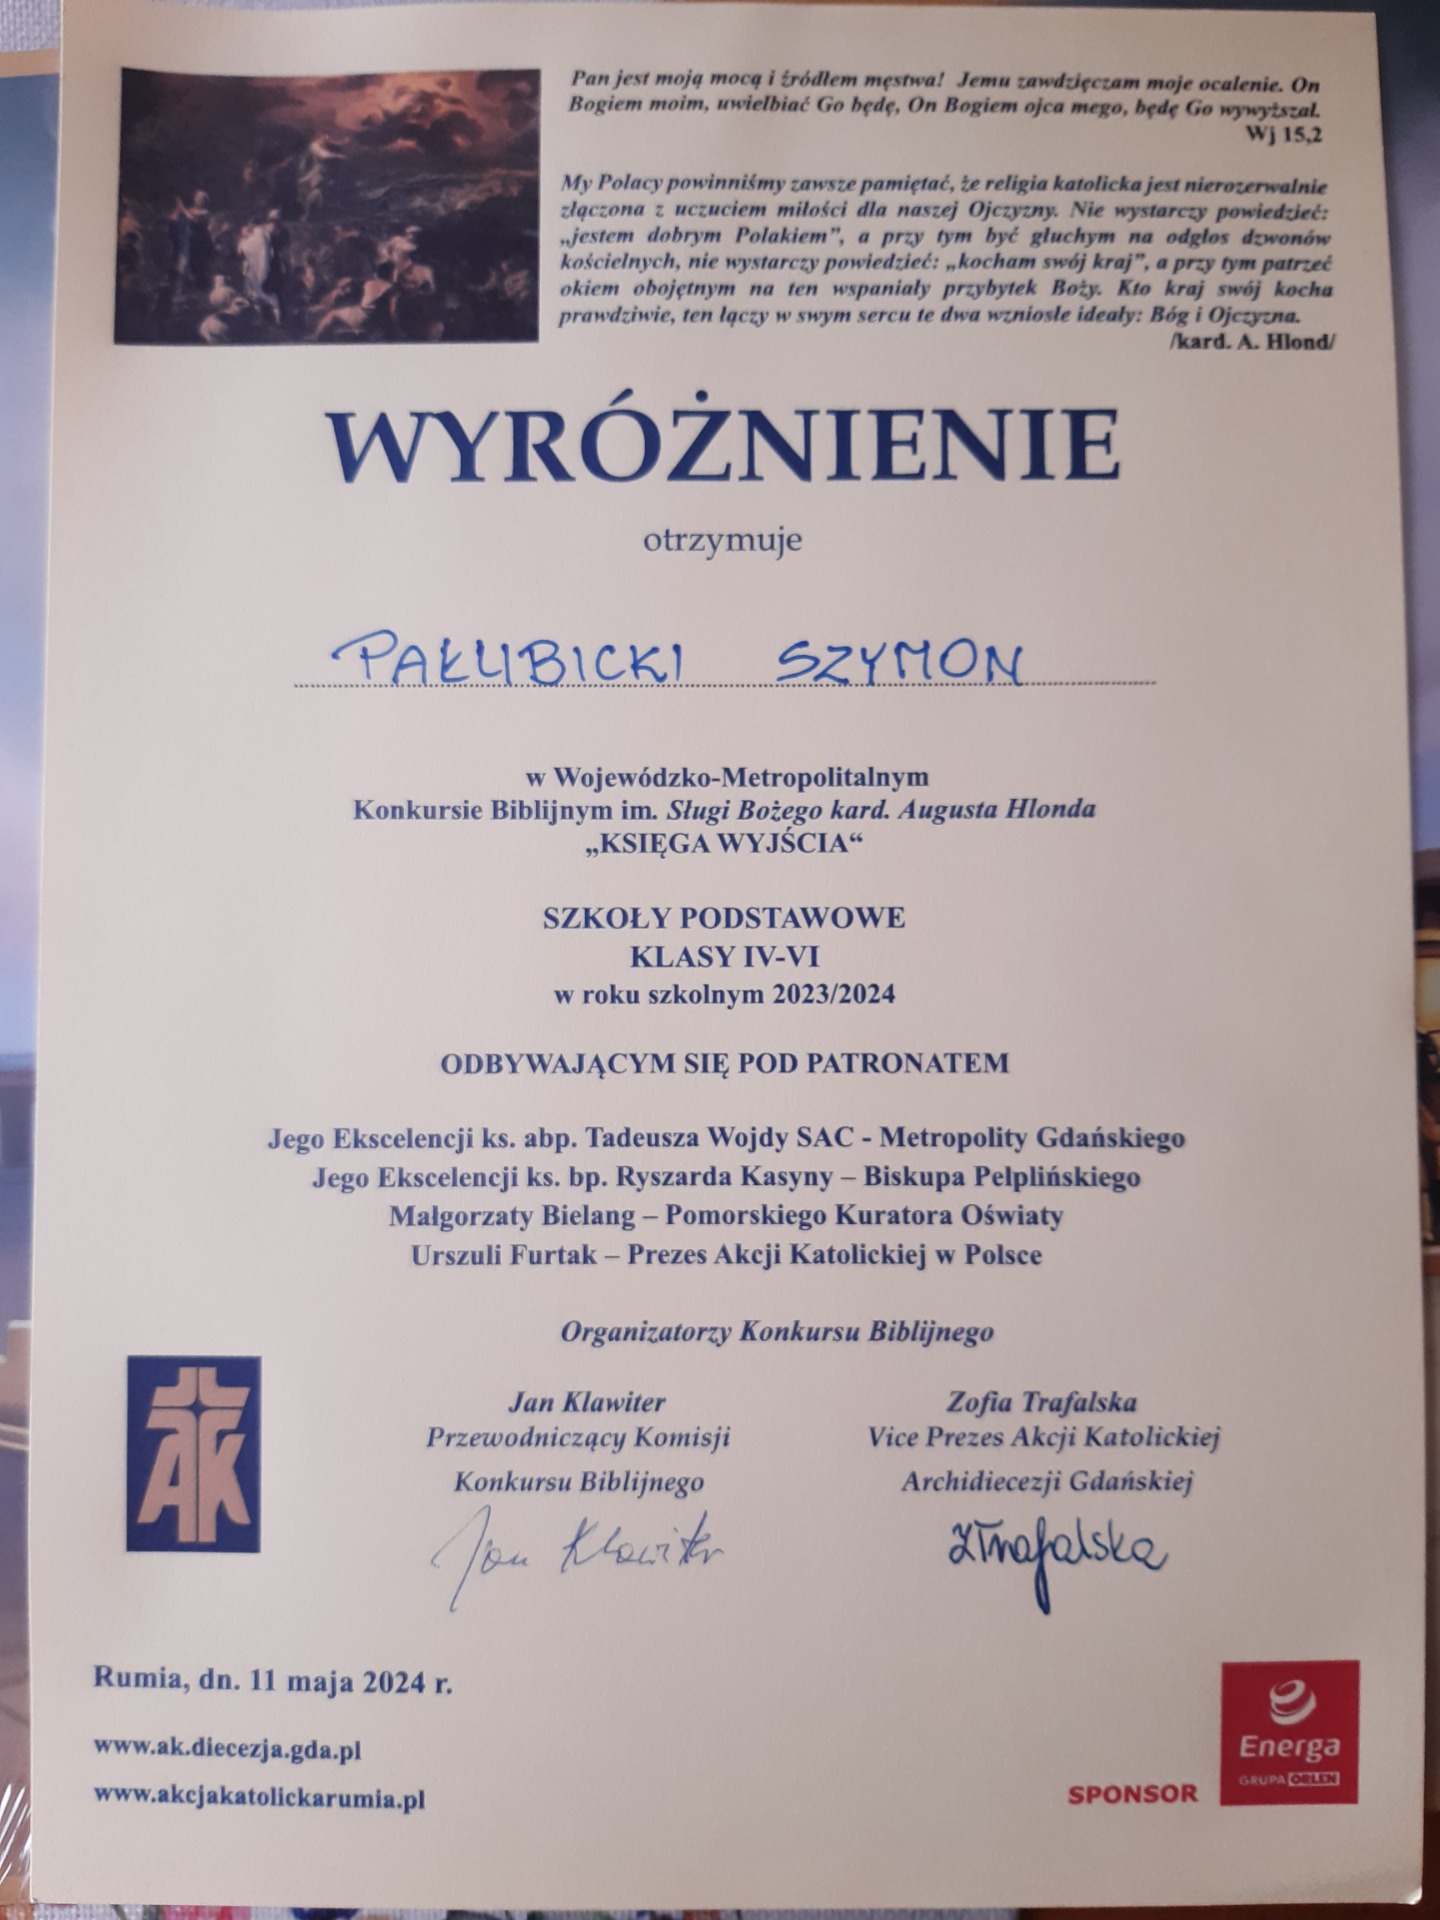 Pan jest moją mocą i źródłem męstwa! Jemu zawdzięczam moje ocalenie. On
Bogiem moim, uwielbiać Go będę, On Bogiem ojca mego, będę Go wywyższał.
Wj 15,2
My Polacy powinniśmy zawsze pamiętać, że religia katolicka jest nierozerwalnie
złączona z uczuciem miłości dla naszej Ojczyzny. Nie wystarczy powiedzieć:
„jestem dobrym Polakiem”, a przy tym być głuchym na odgłos dzwonów
kościelnych, nie wystarczy powiedzieć: „kocham swój kraj”, a przy tym patrzeć
okiem obojętnym na ten wspaniały przybytek Boży. Kto kraj swój kocha
prawdziwie, ten łączy w swym sercu te dwa wzniosłe ideały: Bóg i Ojczyzna.
/kard. A. Hlond/
WYRÓŻNIENIE
otrzymuje
PAŁUBICKI SZYMON
w Wojewódzko-Metropolitalnym
Konkursie Biblijnym im. Sługi Bożego kard. Augusta Hlonda
„KSIĘGA WYJŚCIA“
SZKOŁY PODSTAWOWE
KLASY IV-VI
w roku szkolnym 2023/2024
ODBYWAJĄCYM SIĘ POD PATRONATEM
Jego Ekscelencji ks. abp. Tadeusza Wojdy SAC - Metropolity Gdańskiego
Jego Ekscelencji ks. bp. Ryszarda Kasyny – Biskupa Pelplińskiego
Małgorzaty Bielang – Pomorskiego Kuratora Oświaty
Urszuli Furtak – Prezes Akcji Katolickiej w Polsce
Organizatorzy Konkursu Biblijnego
AK
Jan Klawiter
Przewodniczący Komisji
Konkursu Biblijnego
Jan Klawiter
Zofia Trafalska
Vice Prezes Akcji Katolickiej
Archidiecezji Gdańskiej
ZTrafalska
Rumia, dn. 11 maja 2024 r.
www.ak.diecezja.gda.pl
www.akcjakatolickarumia.pl
SPONSOR
Energa
GRUPA ORLEN